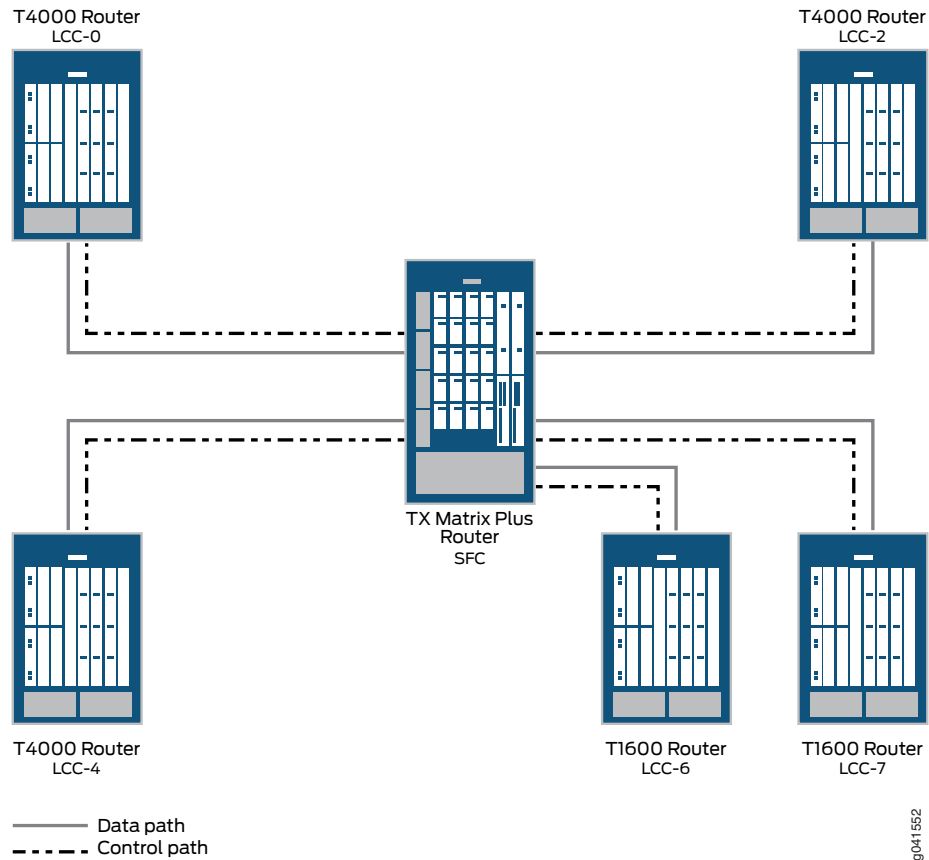 T4000 Router
LCC-0
T4000 Router
LCC-2
TX Matrix Plus
Router
SFC
T4000 Router
LCC-4
T1600 Router
LCC-6
T1600 Router
LCC-7
Data path
Control path
g041552